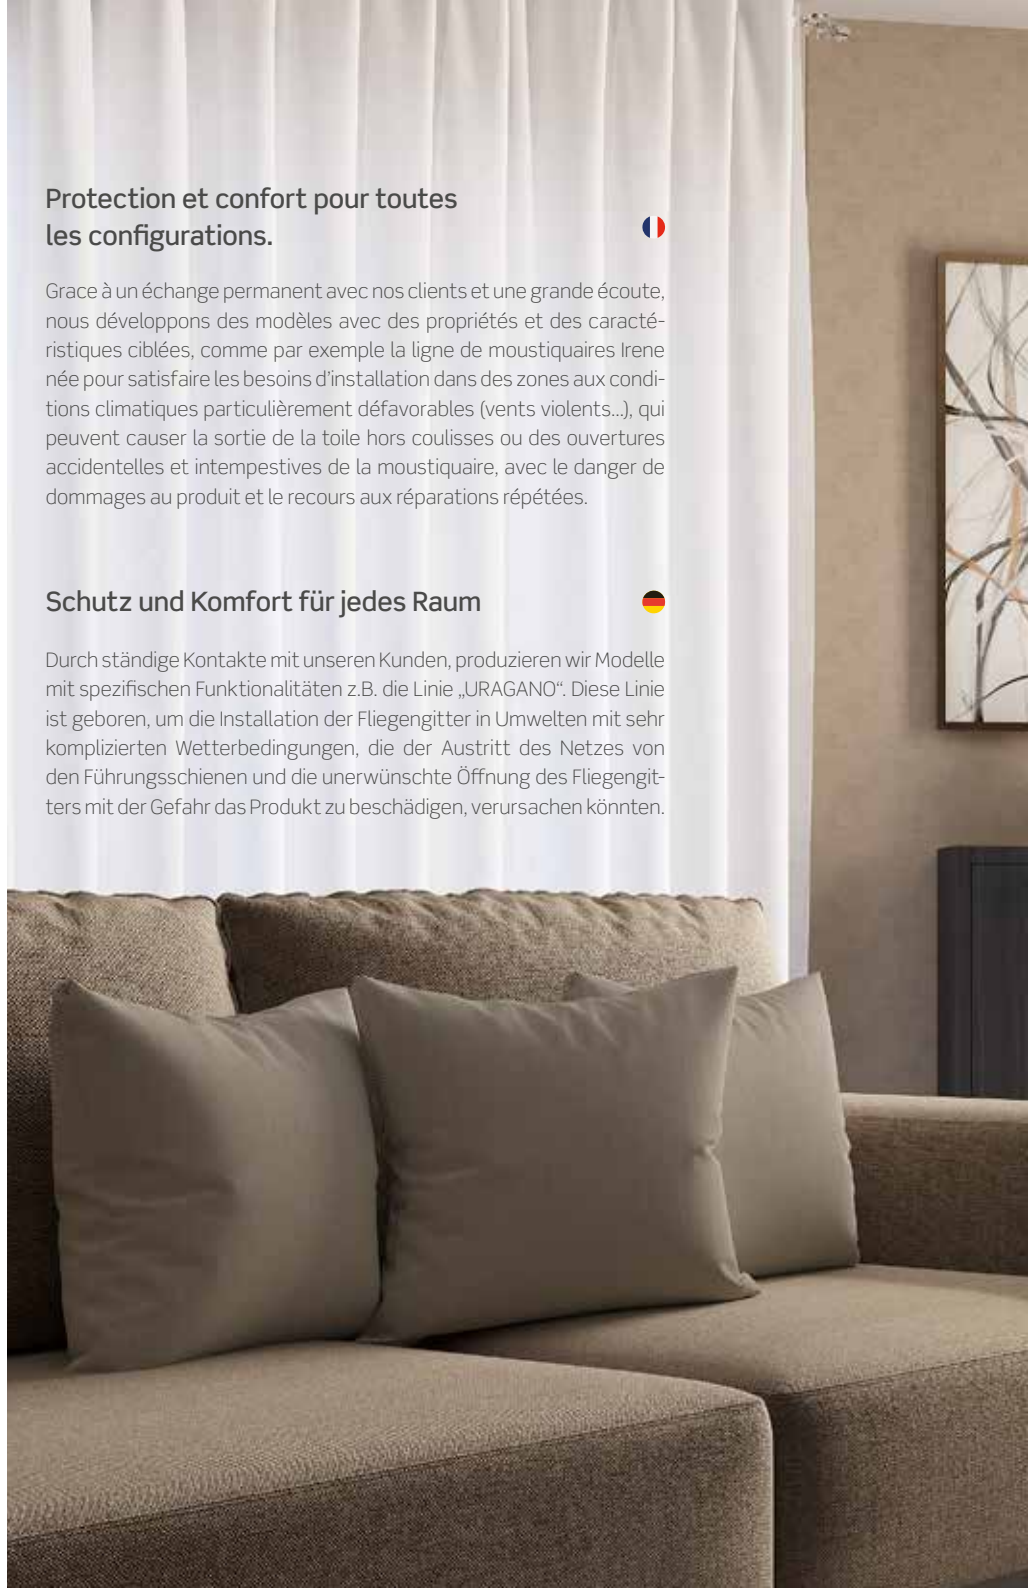 Protection et confort pour toutes
les configurations.
Grace à un échange permanent avec nos clients et une grande écoute,
nous développons des modèles avec des propriétés et des caracté-
ristiques ciblées, comme par exemple la ligne de moustiquaires Irene
née pour satisfaire les besoins d’installation dans des zones aux condi-
tions climatiques particulièrement défavorables (vents violents...), qui
peuvent causer la sortie de la toile hors coulisses ou des ouvertures
accidentelles et intempestives de la moustiquaire, avec le danger de
dommages au produit et le recours aux réparations répétées.
Schutz und Komfort für jedes Raum
Durch ständige Kontakte mit unseren Kunden, produzieren wir Modelle
mit spezifischen Funktionalitäten z.B. die Linie „URAGANO“. Diese Linie
ist geboren, um die Installation der Fliegengitter in Umwelten mit sehr
komplizierten Wetterbedingungen, die der Austritt des Netzes von
den Führungsschienen und die unerwünschte Öffnung des Fliegengit-
ters mit der Gefahr das Produkt zu beschädigen, verursachen könnten.